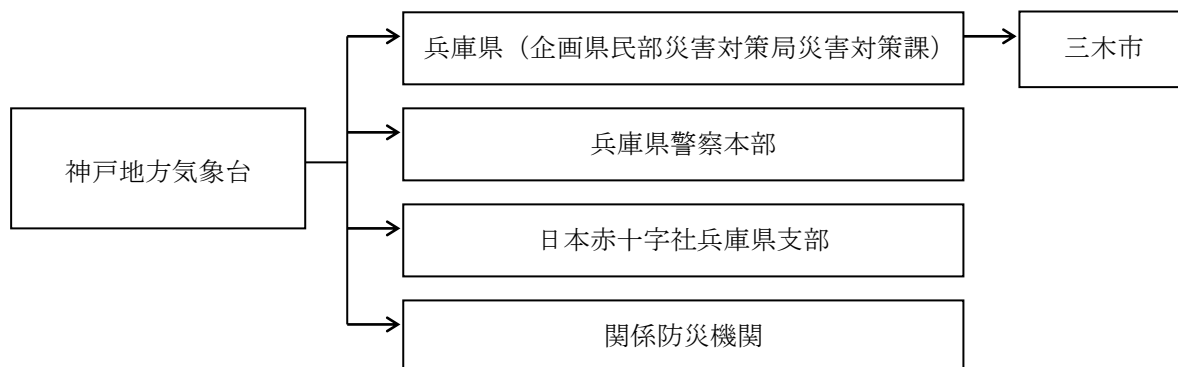 兵庫県（企画県民部災害対策局災害対策課）
三木市
兵庫県警察本部
神戸地方気象台
日本赤十字社兵庫県支部
関係防災機関